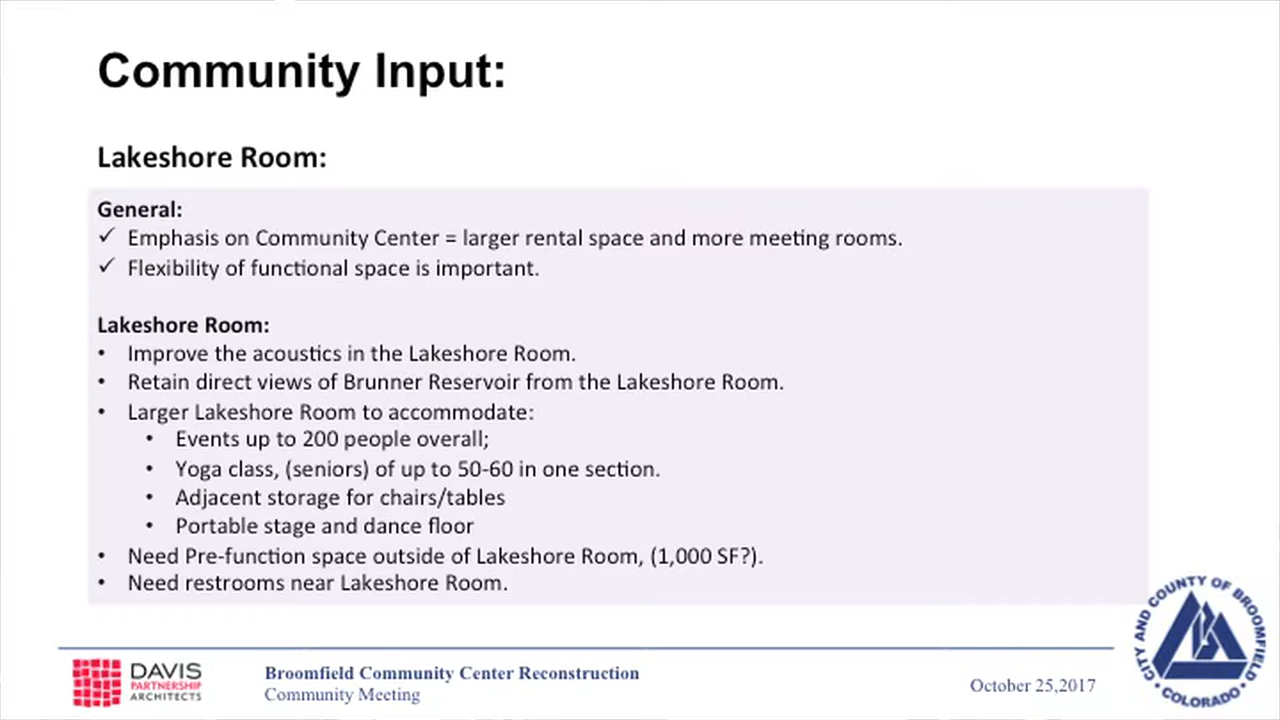 Community Input:
Lakeshore Room:
General:
✓ Emphasis on Community Center = larger rental space and more meeting rooms.
✓ Flexibility of functional space is important.
Lakeshore Room:
• Improve the acoustics in the Lakeshore Room.
• Retain direct views of Brunner Reservoir from the Lakeshore Room.
• Larger Lakeshore Room to accommodate:
• Events up to 200 people overall;
• Yoga class, (seniors) of up to 50-60 in one section.
• Adjacent storage for chairs/tables
• Portable stage and dance floor
• Need Pre-function space outside of Lakeshore Room, (1,000 SF?).
• Need restrooms near Lakeshore Room.
DAVIS
PARTNERSHIP
ARCHITECTS
Broomfield Community Center Reconstruction
Community Meeting
October 25,2017
CITY AND COUNTY OF BROOMFIELD
• COLORADO •